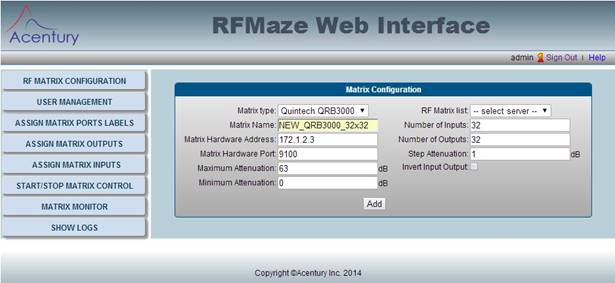 Acentury
RFMaze Web Interface
admin Sign Out | Help
RF MATRIX CONFIGURATION
USER MANAGEMENT
ASSIGN MATRIX PORTS LABELS
ASSIGN MATRIX OUTPUTS
ASSIGN MATRIX INPUTS
START/STOP MATRIX CONTROL
MATRIX MONITOR
SHOW LOGS
Matrix Configuration
Matrix type: Quintech QRB3000 RF Matrix list: -- select server --
Matrix Name: NEW_QRB3000_32x32 Number of Inputs: 32
Matrix Hardware Address: 172.1.2.3 Number of Outputs: 32
Matrix Hardware Port: 9100 Step Attenuation: 1 dB
Maximum Attenuation: 63 dB Invert Input Output:
Minimum Attenuation: 0 dB
Add
Copyright ©Acentury Inc. 2014